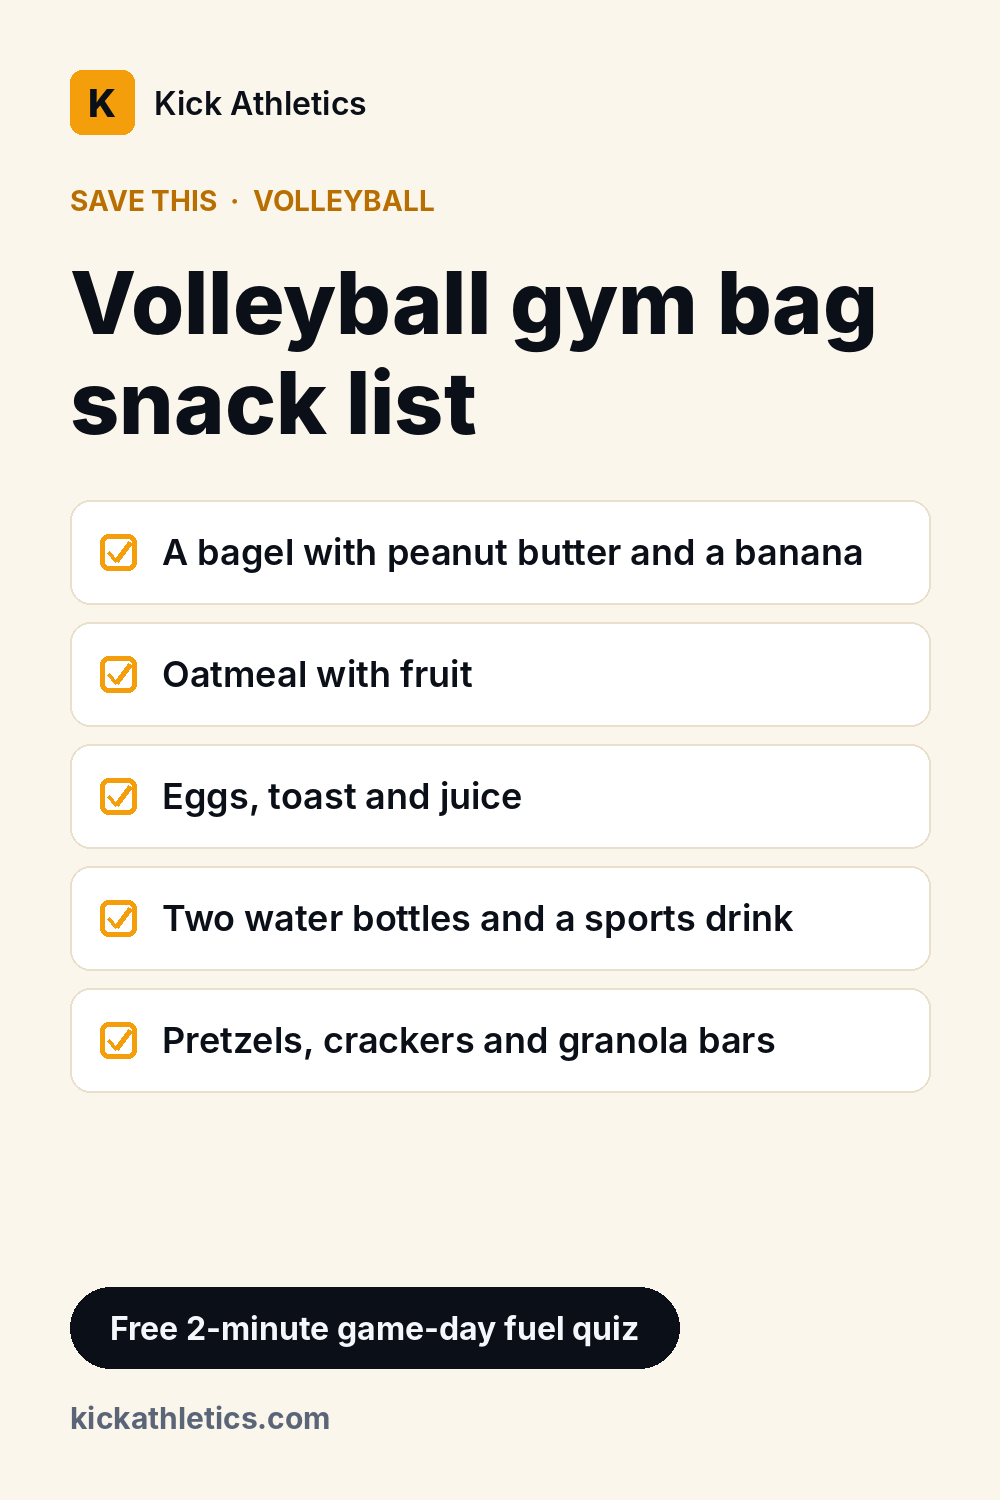 K
Kick Athletics
SAVE THIS · VOLLEYBALL
Volleyball gym bag
snack list
A bagel with peanut butter and a banana
Oatmeal with fruit
Eggs, toast and juice
Two water bottles and a sports drink
Pretzels, crackers and granola bars
Free 2-minute game-day fuel quiz
kickathletics.com